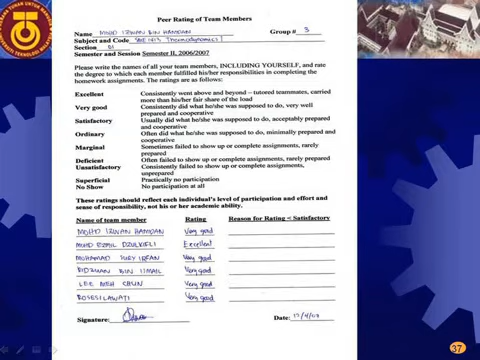 Peer Rating of Team Members
Name MOHD IZWAN BIN HAMDAN Group # 3
Subject and Code SME 1413 Thermodynamics 1
Section 01
Semester and Session Semester II, 2006/2007
Please write the names of all your team members, INCLUDING YOURSELF, and rate
the degree to which each member fulfilled his/her responsibilities in completing the
homework assignments. The ratings are as follows:
Excellent Consistently went above and beyond – tutored teammates, carried
more than his/her fair share of the load
Very good Consistently did what he/she was supposed to do, very well
prepared and cooperative
Satisfactory Usually did what he/she was supposed to do, acceptably prepared
and cooperative
Ordinary Often did what he/she was supposed to do, minimally prepared and
cooperative
Marginal Sometimes failed to show up or complete assignments, rarely
prepared
Deficient Often failed to show up or complete assignments, rarely prepared
Unsatisfactory Consistently failed to show up or complete assignments,
unprepared
Superficial Practically no participation
No Show No participation at all
These ratings should reflect each individual's level of participation and effort and
sense of responsibility, not his or her academic ability.
Name of team member Rating Reason for Rating < Satisfactory
MOHD IZWAN HAMDAN Very good
MOHD EZMIL DZULKIFLI Excellent
MOHAMAD IRFAN Very good
RIDZUAN BIN ISMAIL Very good
LEE Very good
ROSESILAWATI Very good
Signature: Date: 12/4/07
37